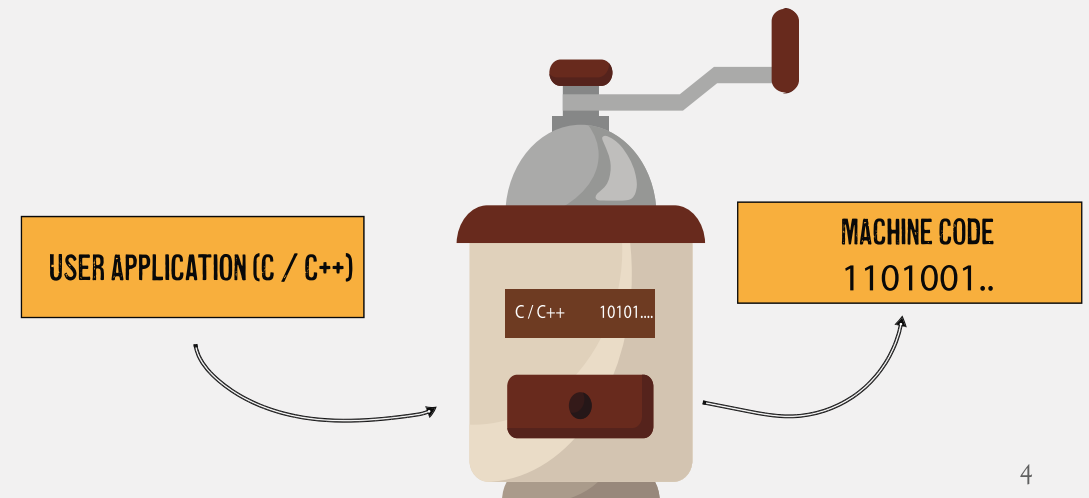 USER APPLICATION (C / C++)
MACHINE CODE
1101001..
C / C++ 10101....
4